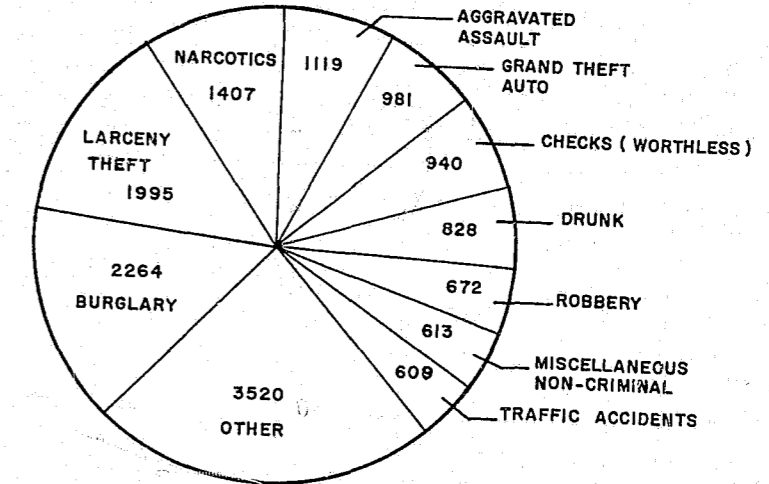 AGGRAVATED
ASSAULT
1119
GRAND THEFT
AUTO
981
CHECKS ( WORTHLESS )
940
DRUNK
828
ROBBERY
672
MISCELLANEOUS
NON-CRIMINAL
613
TRAFFIC ACCIDENTS
609
3520
OTHER
2264
BURGLARY
LARCENY
THEFT
1995
NARCOTICS
1407